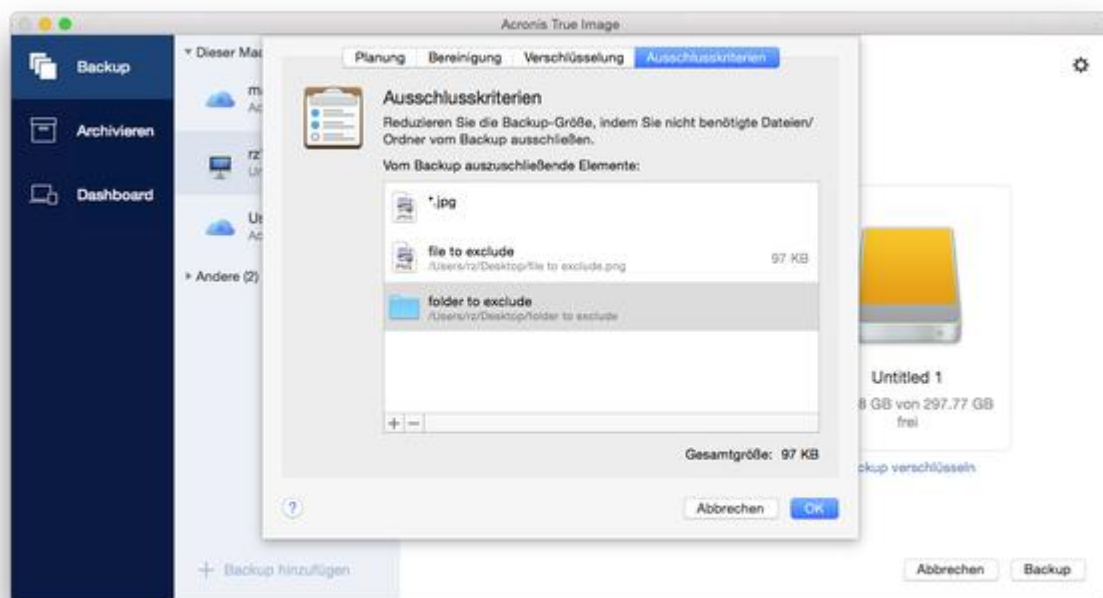 Acronis True Image
Backup
Archivieren
Dashboard
Dieser Mac
Andere (2)
Backup hinzufügen
Planung
Bereinigung
Verschlüsselung
Ausschlusskriterien
Ausschlusskriterien
Reduzieren Sie die Backup-Größe, indem Sie nicht benötigte Dateien/
Ordner vom Backup ausschließen.
Vom Backup auszuschließende Elemente:
*.jpg
file to exclude
97 KB
/Users/rz/Desktop/file to exclude.png
folder to exclude
/Users/rz/Desktop/folder to exclude
Gesamtgröße: 97 KB
?
Abbrechen
OK
Untitled 1
GB von 297.77 GB
frei
verschlüsseln
Abbrechen
Backup